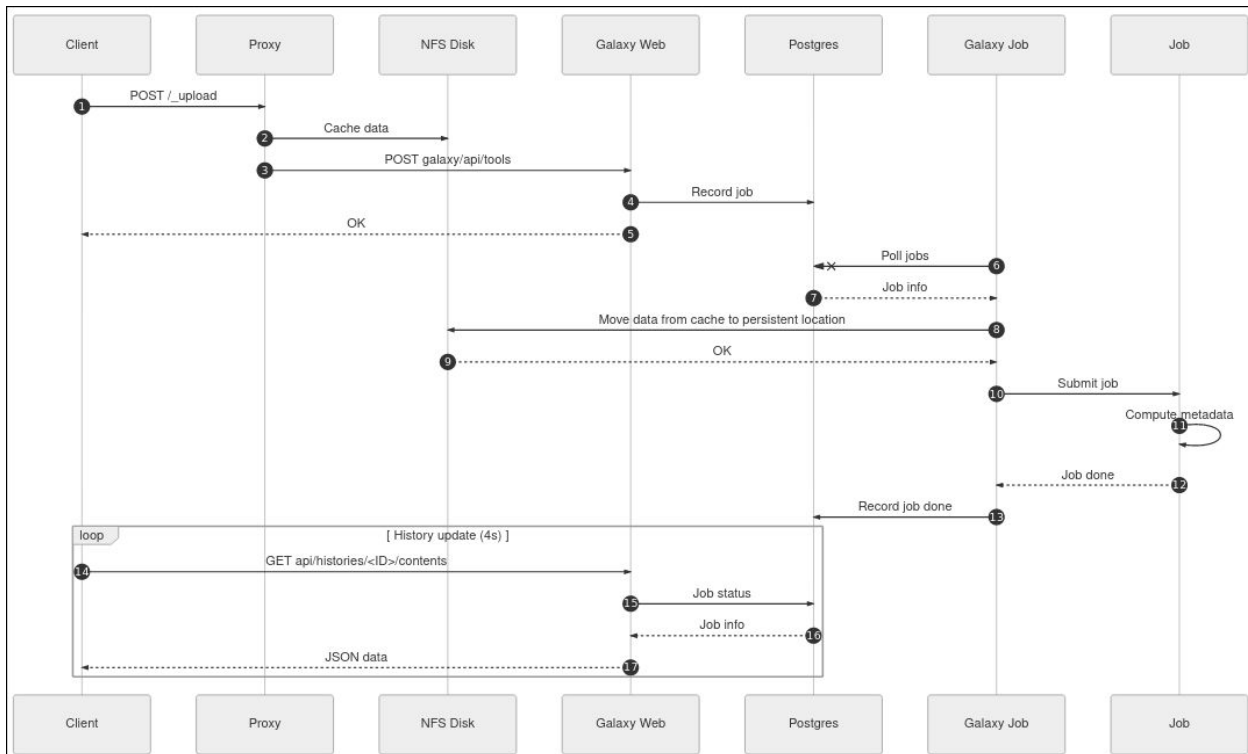 Client
Proxy
NFS Disk
Galaxy Web
Postgres
Galaxy Job
Job
1
POST /_upload
2
Cache data
3
POST galaxy/api/tools
4
Record job
OK
5
Poll jobs
6
7
Job info
Move data from cache to persistent location
8
9
OK
10
Submit job
Compute metadata
11
Job done
12
Record job done
13
loop
[ History update (4s) ]
14
GET api/histories/<ID>/contents
15
Job status
Job info
16
JSON data
17
Client
Proxy
NFS Disk
Galaxy Web
Postgres
Galaxy Job
Job